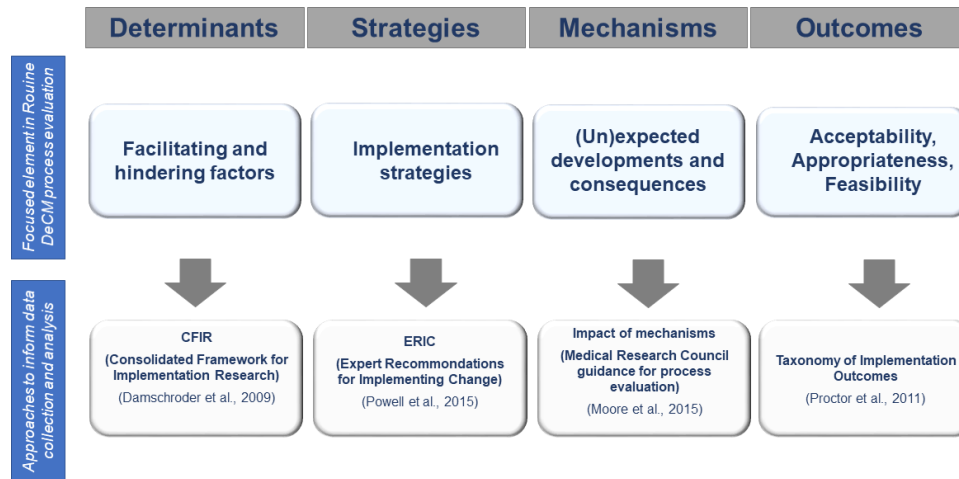 Determinants
Strategies
Mechanisms
Outcomes
Focused element in Rouine
DeCM process evaluation
Facilitating and
hindering factors
Implementation
strategies
(Un)expected
developments and
consequences
Acceptability,
Appropriateness,
Feasibility
Approaches to inform data
collection and analysis
CFIR
(Consolidated Framework for
Implementation Research)
(Damschroder et al., 2009)
ERIC
(Expert Recommondations
for Implementing Change)
(Powell et al., 2015)
Impact of mechanisms
(Medical Research Council
guidance for process
evaluation)
(Moore et al., 2015)
Taxonomy of Implementation
Outcomes
(Proctor et al., 2011)